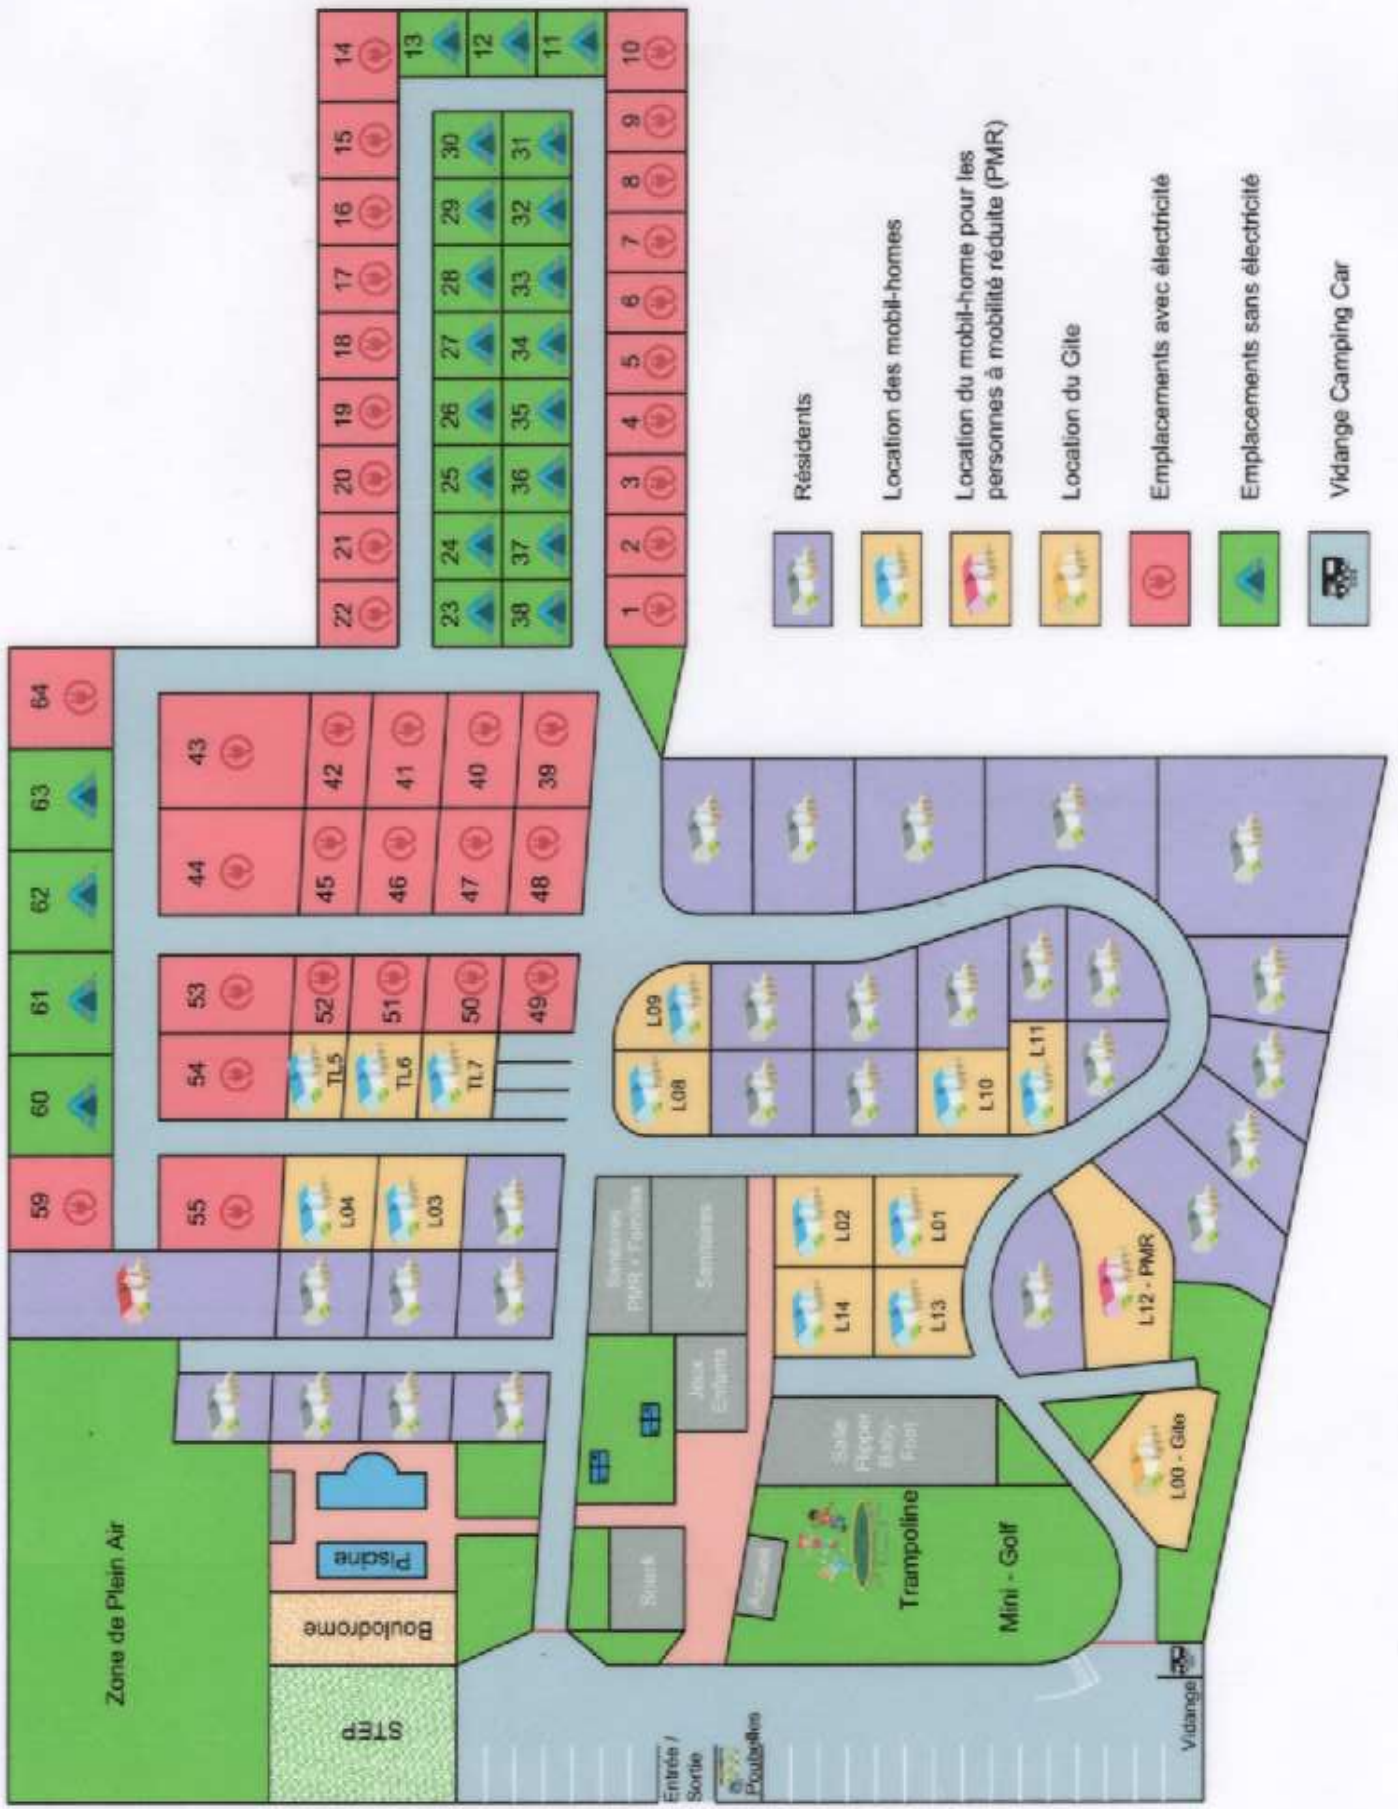 Zone de Plein Air
STEP
Boulodrome
Piscine
Entrée /
Sortie
Poubelles
Vidange
Snack
Accueil
Trampoline
Mini - Golf
Salle
Flipper
Baby-
Foot
Jeux
Enfants
Sanitaires
PMR + Familles
Sanitaires
L00 - Gite
L12 - PMR
L14
L13
L02
L01
L04
L03
L08
L09
L10
L11
TL5
TL6
TL7
59
60
61
62
63
64
55
54
53
52
51
50
49
44
43
45
42
46
41
47
40
48
39
22
21
20
19
18
17
16
15
14
13
12
11
10
23
24
25
26
27
28
29
30
38
37
36
35
34
33
32
31
1
2
3
4
5
6
7
8
9
Résidents
Location des mobil-homes
Location du mobil-home pour les
personnes à mobilité réduite (PMR)
Location du Gite
Emplacements avec électricité
Emplacements sans électricité
Vidange Camping Car